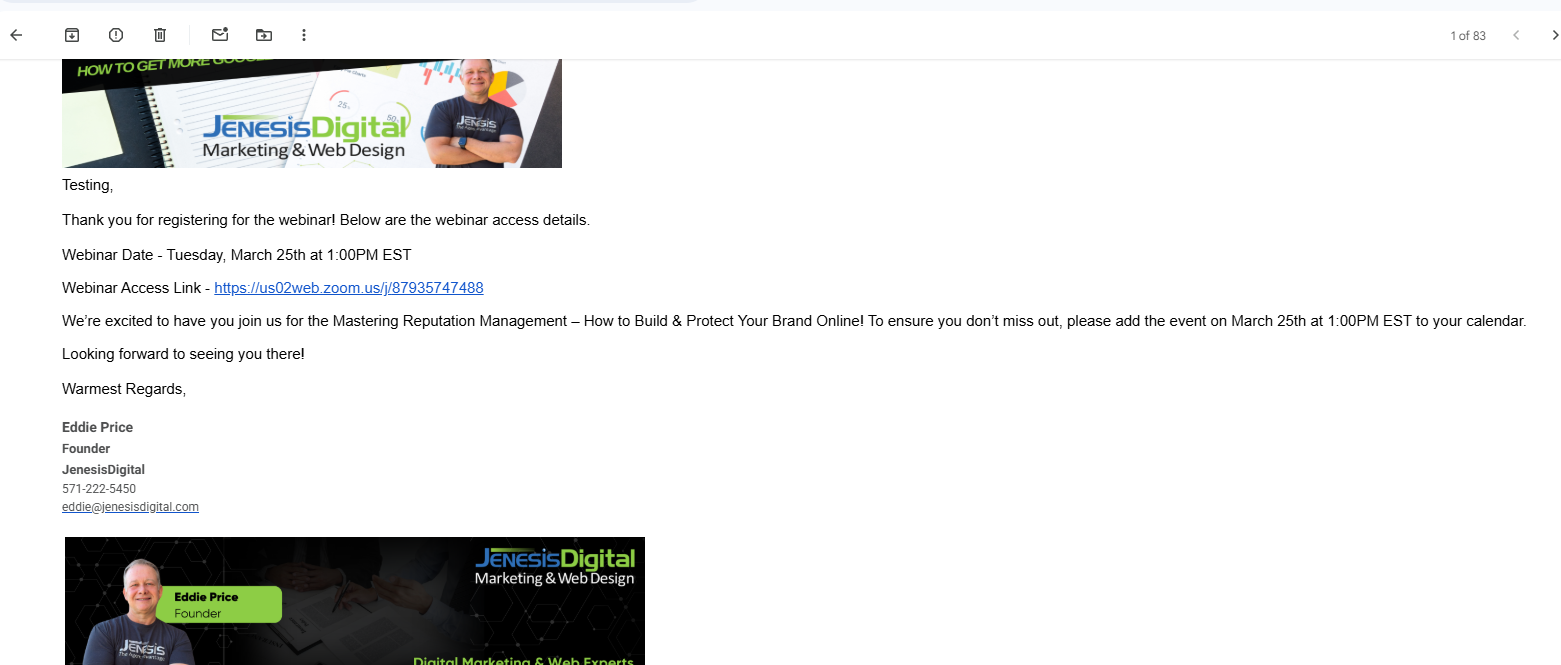 1 of 83
HOW TO GET MORE
25
50
JENESIS
JENESISDigital
Marketing & Web Design
Testing,
Thank you for registering for the webinar! Below are the webinar access details.
Webinar Date - Tuesday, March 25th at 1:00PM EST
Webinar Access Link - https://us02web.zoom.us/j/87935747488
We’re excited to have you join us for the Mastering Reputation Management – How to Build & Protect Your Brand Online! To ensure you don’t miss out, please add the event on March 25th at 1:00PM EST to your calendar.
Looking forward to seeing you there!
Warmest Regards,
Eddie Price
Founder
JenesisDigital
571-222-5450
eddie@jenesisdigital.com
JENESISDigital
Marketing & Web Design
Eddie Price
Founder
JENESIS
Digital Marketing & Web Experts